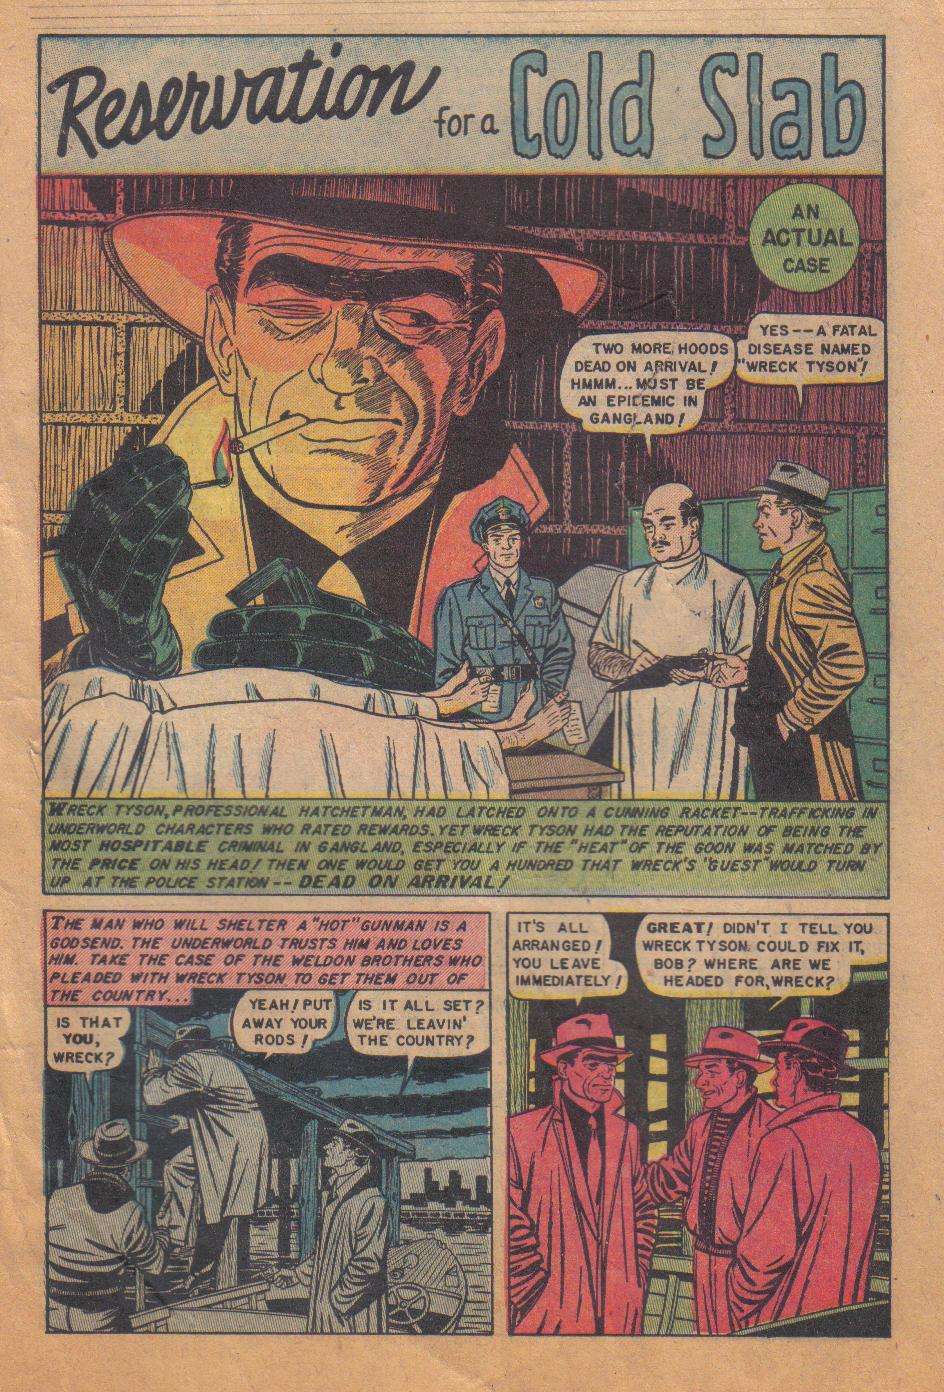 Reservation for a Cold Slab
AN
ACTUAL
CASE
TWO MORE HOODS
DEAD ON ARRIVAL!
HMMM... MUST BE
AN EPIDEMIC IN
GANGLAND!
YES -- A FATAL
DISEASE NAMED
"WRECK TYSON"!
WRECK TYSON, PROFESSIONAL HATCHETMAN, HAD LATCHED ONTO A CUNNING RACKET -- TRAFFICKING IN
UNDERWORLD CHARACTERS WHO RATED REWARDS. YET WRECK TYSON HAD THE REPUTATION OF BEING THE
MOST HOSPITABLE CRIMINAL IN GANGLAND, ESPECIALLY IF THE "HEAT" OF THE GOON WAS MATCHED BY
THE PRICE ON HIS HEAD! THEN ONE WOULD GET YOU A HUNDRED THAT WRECK'S "GUEST" WOULD TURN
UP AT THE POLICE STATION -- DEAD ON ARRIVAL!
THE MAN WHO WILL SHELTER A "HOT" GUNMAN IS A
GODSEND. THE UNDERWORLD TRUSTS HIM AND LOVES
HIM. TAKE THE CASE OF THE WELDON BROTHERS WHO
PLEADED WITH WRECK TYSON TO GET THEM OUT OF
THE COUNTRY...
IS THAT
YOU,
WRECK?
YEAH! PUT
AWAY YOUR
RODS!
IS IT ALL SET?
WE'RE LEAVIN'
THE COUNTRY?
IT'S ALL
ARRANGED!
YOU LEAVE
IMMEDIATELY!
GREAT! DIDN'T I TELL YOU
WRECK TYSON COULD FIX IT,
BOB? WHERE ARE WE
HEADED FOR, WRECK?